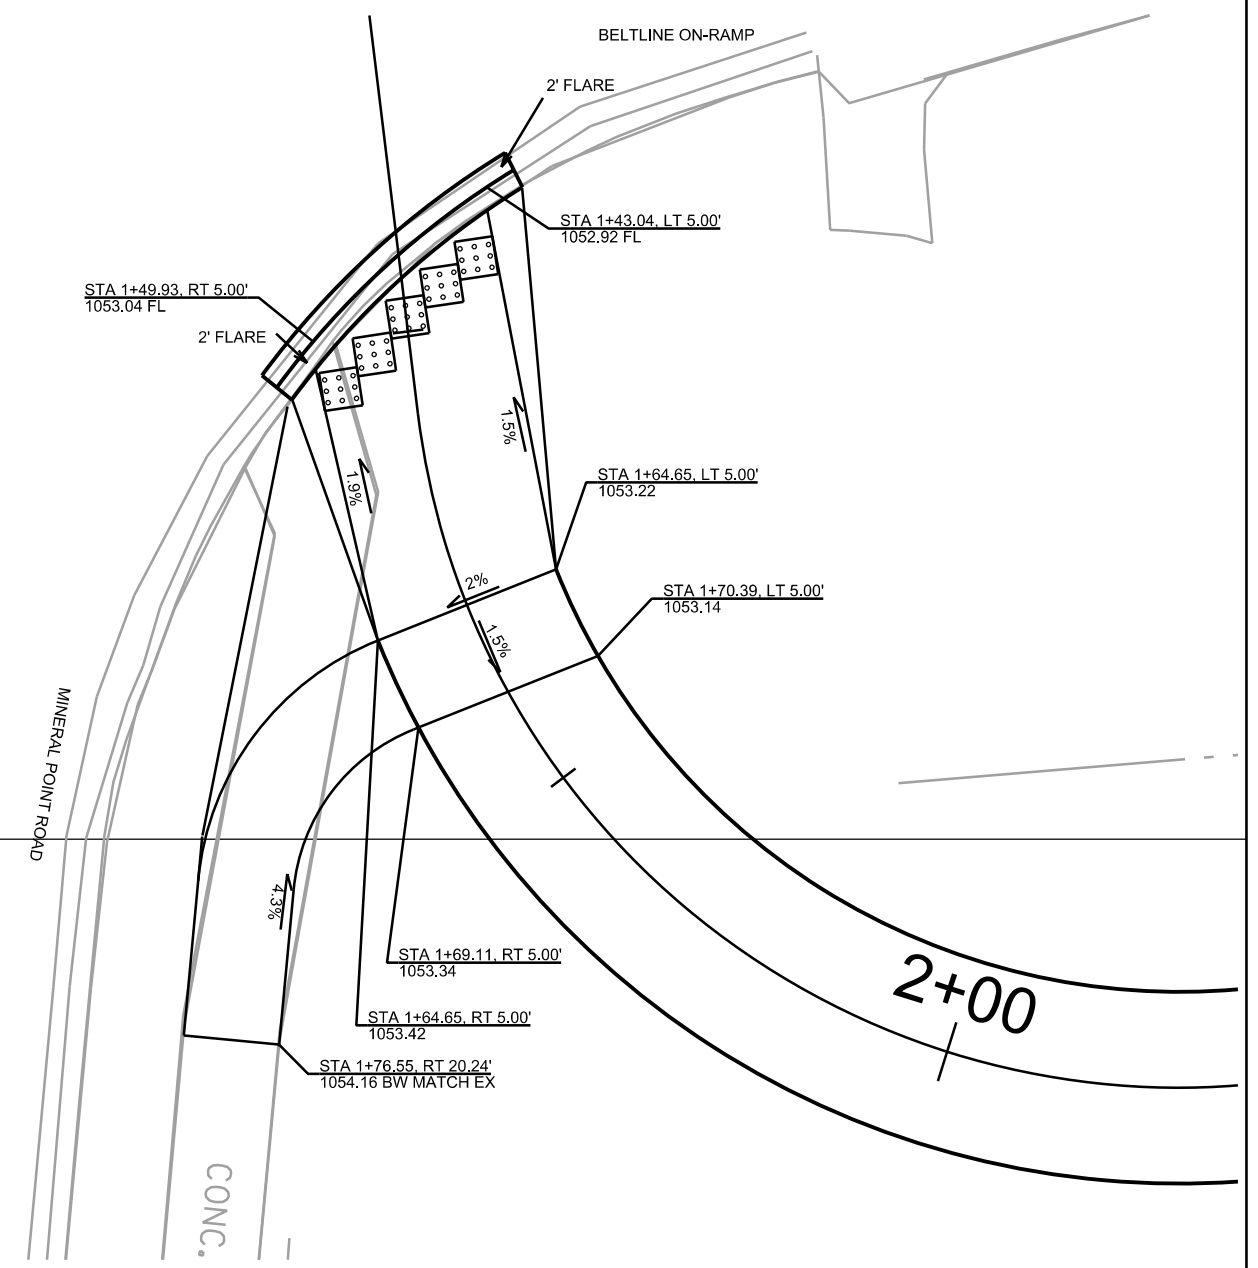 BELTLINE ON-RAMP
2' FLARE
STA 1+43.04, LT 5.00'
1052.92 FL
STA 1+49.93, RT 5.00'
1053.04 FL
2' FLARE
1.5%
1.9%
STA 1+64.65, LT 5.00'
1053.22
2%
STA 1+70.39, LT 5.00'
1053.14
1.5%
MINERAL POINT ROAD
4.3%
STA 1+69.11, RT 5.00'
1053.34
2+00
STA 1+64.65, RT 5.00'
1053.42
STA 1+76.55, RT 20.24'
1054.16 BW MATCH EX
CONC.